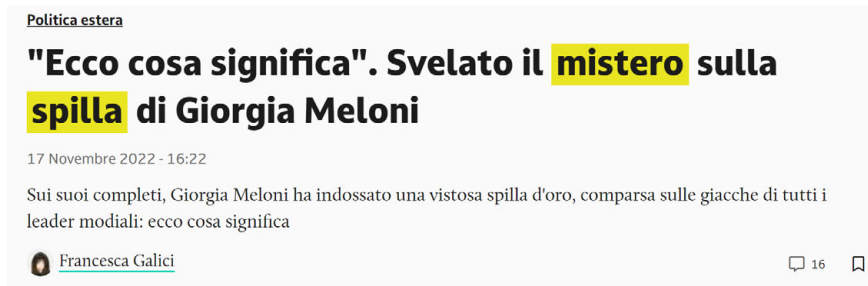 Politica estera
"Ecco cosa significa". Svelato il mistero sulla
spilla di Giorgia Meloni
17 Novembre 2022 - 16:22
Sui suoi completi, Giorgia Meloni ha indossato una vistosa spilla d'oro, comparsa sulle giacche di tutti i
leader modiali: ecco cosa significa
Francesca Galici
16